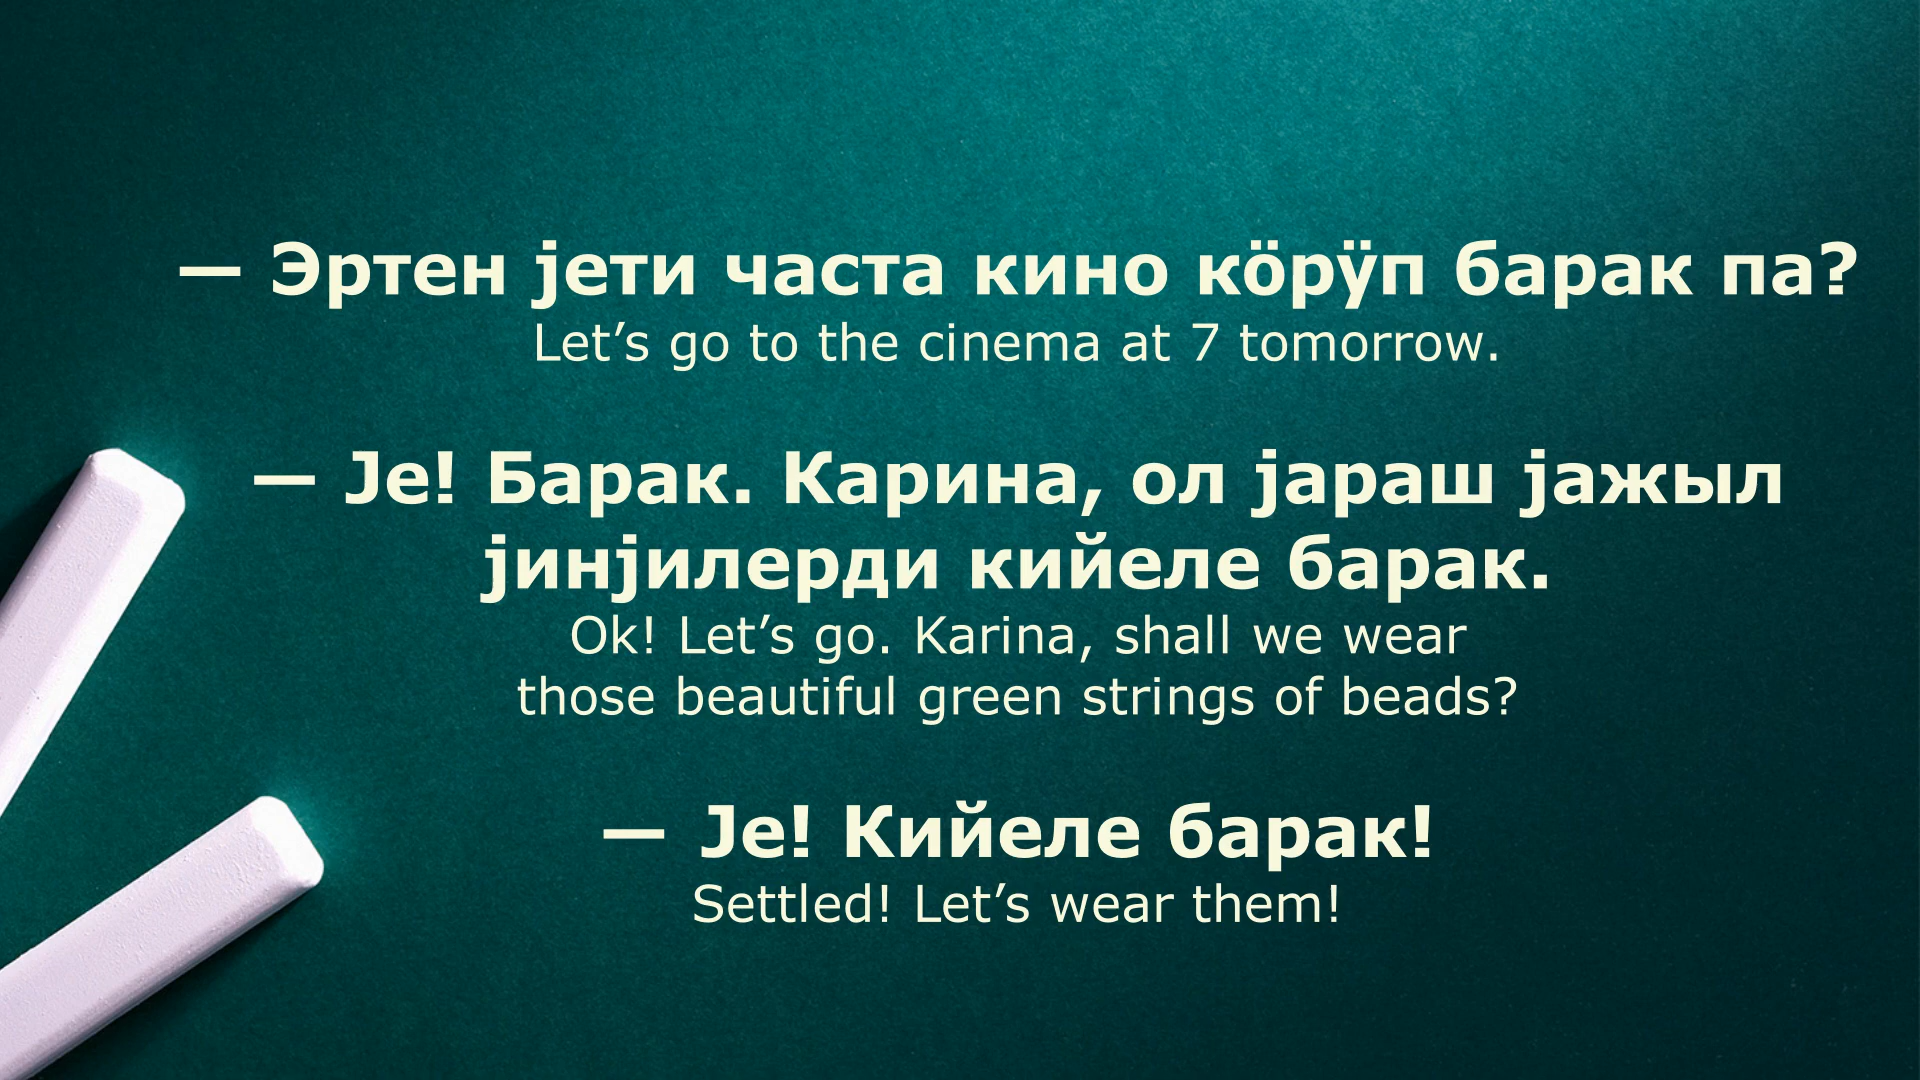 — Эртен јети часта кино кӧрӱп барак па?
Let’s go to the cinema at 7 tomorrow.
— Је! Барак. Карина, ол јараш јажыл
јинјилерди кийеле барак.
Ok! Let’s go. Karina, shall we wear
those beautiful green strings of beads?
— Је! Кийеле барак!
Settled! Let’s wear them!